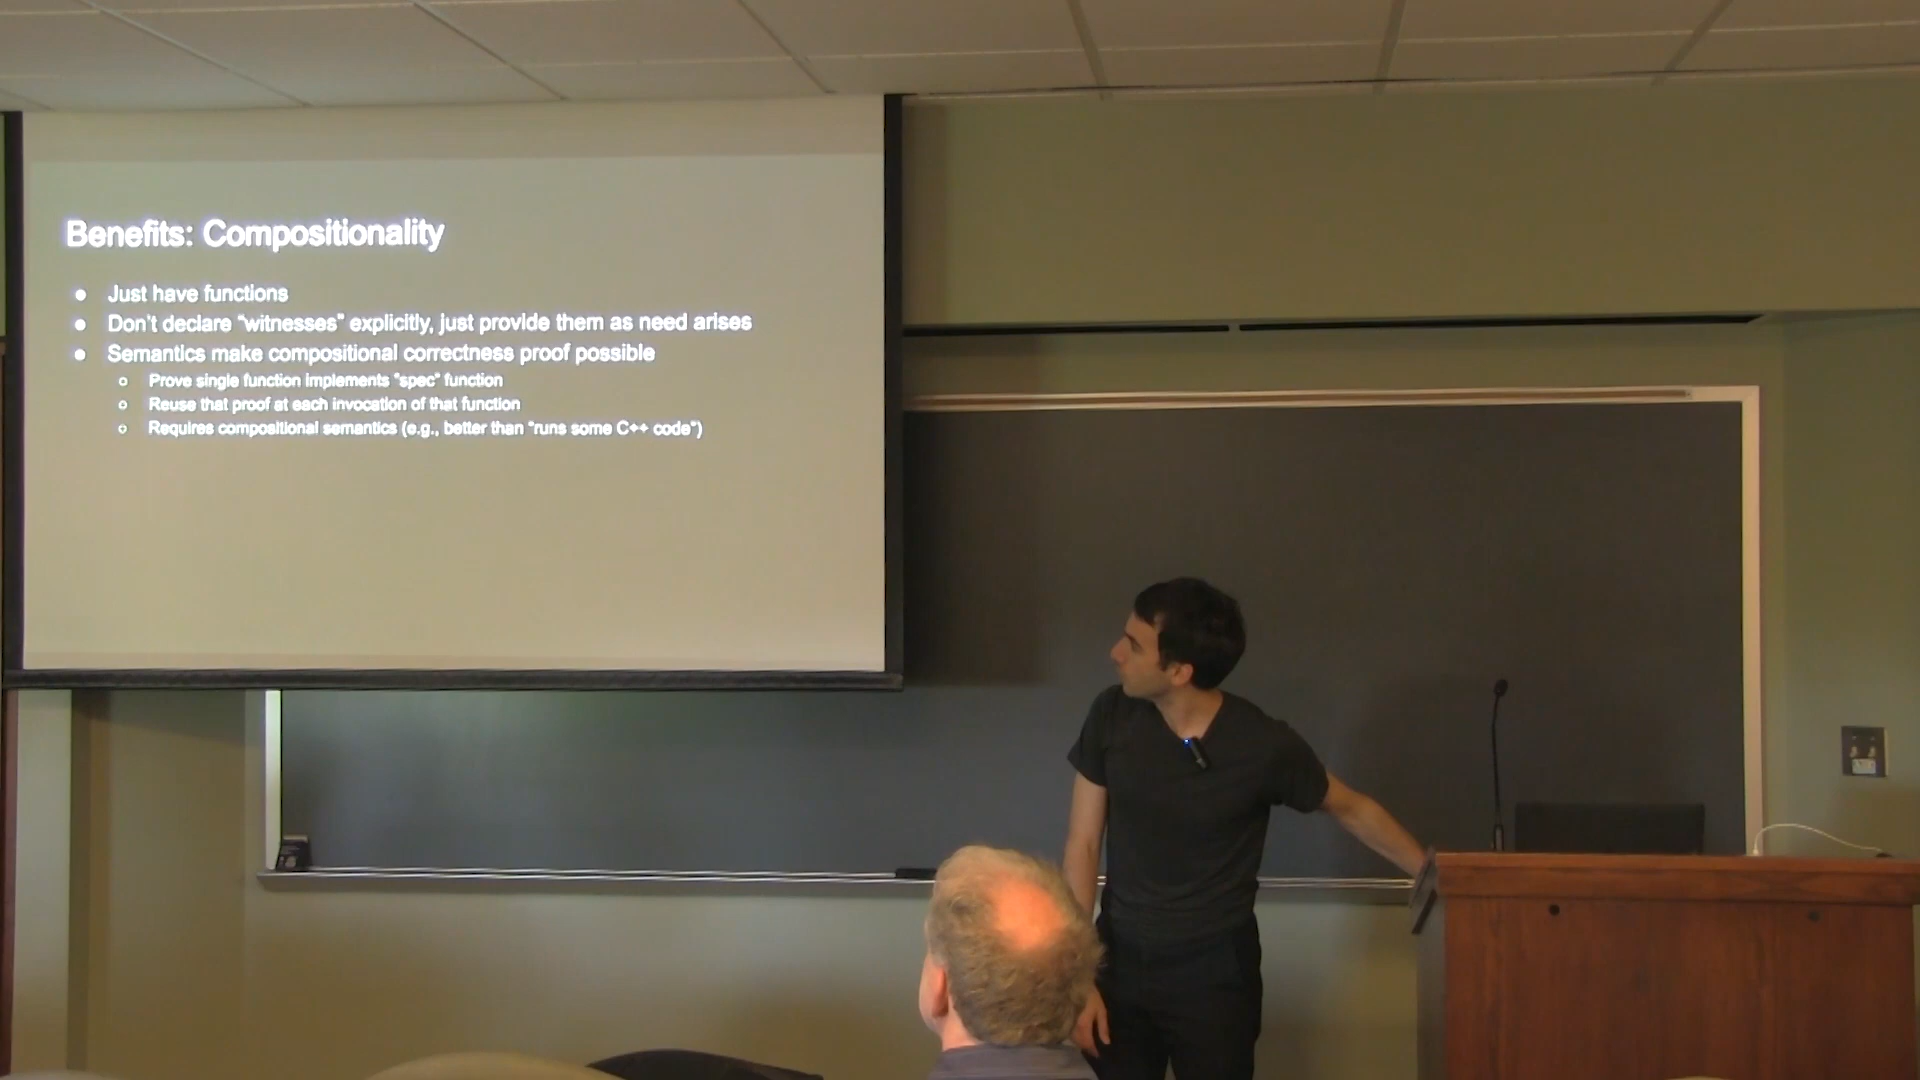 Benefits: Compositionality
● Just have functions
● Don't declare “witnesses” explicitly, just provide them as need arises
● Semantics make compositional correctness proof possible
○ Prove single function implements “spec” function
○ Reuse that proof at each invocation of that function
○ Requires compositional semantics (e.g., better than “runs some C++ code”)